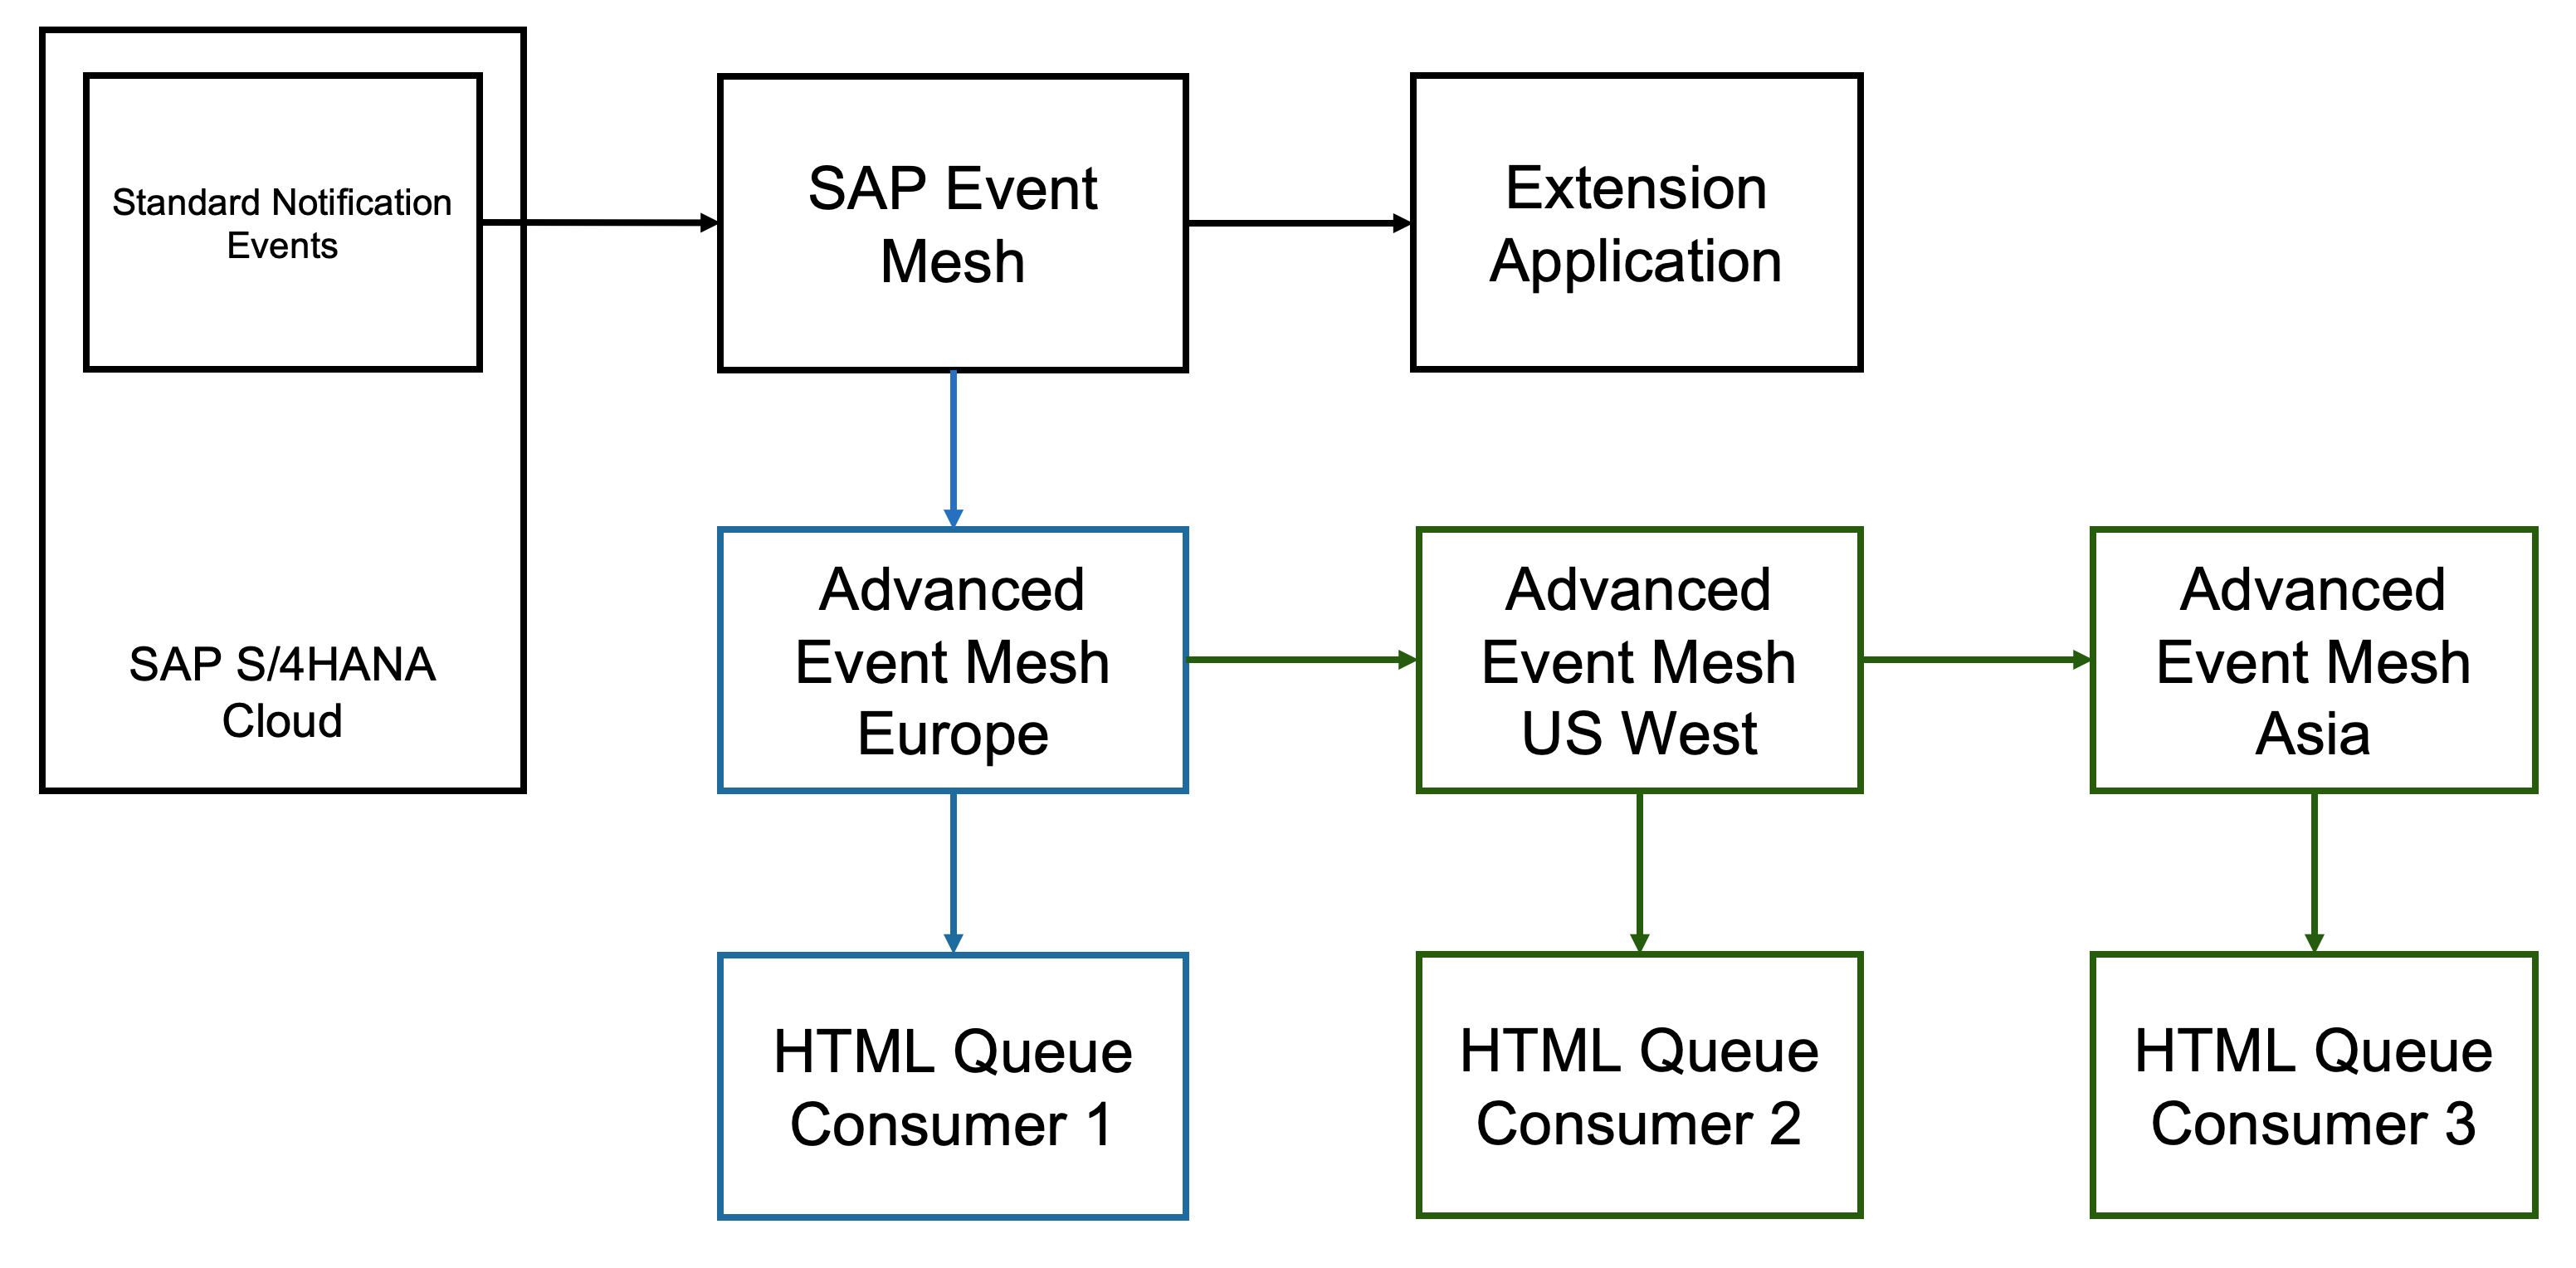 Standard Notification
Events
SAP S/4HANA
Cloud
SAP Event
Mesh
Extension
Application
Advanced
Event Mesh
Europe
Advanced
Event Mesh
US West
Advanced
Event Mesh
Asia
HTML Queue
Consumer 1
HTML Queue
Consumer 2
HTML Queue
Consumer 3